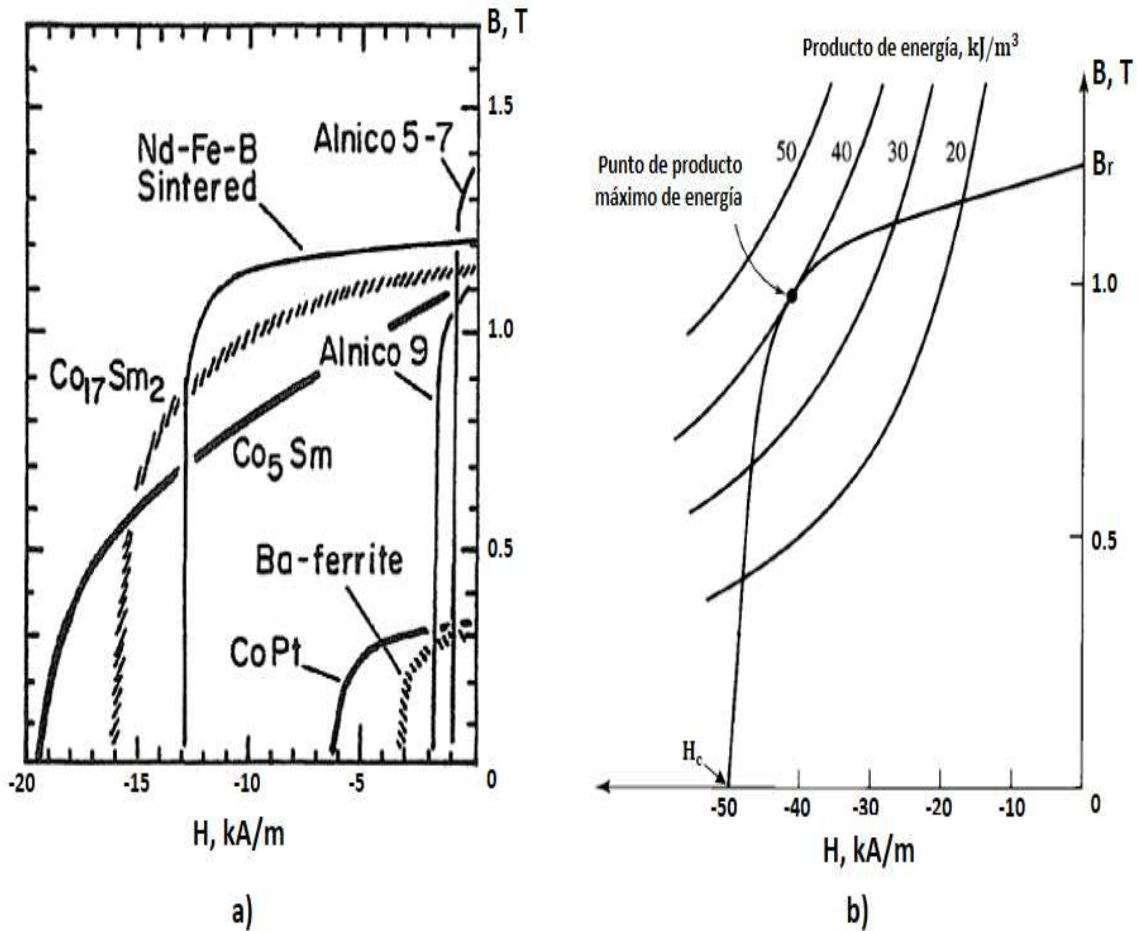 B, T
1.5
Alnico 5-7
Nd-Fe-B
Sintered
1.0
Alnico 9
Co17Sm2
Co5Sm
0.5
Ba-ferrite
CoPt
-20
-15
-10
-5
0
H, kA/m
a)
Producto de energía, kJ/m³
B, T
50
40
30
20
Punto de producto
máximo de energía
Br
1.0
0.5
Hc
-50
-40
-30
-20
-10
0
H, kA/m
b)